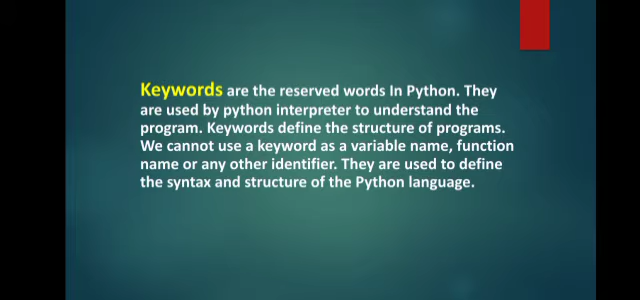 Keywords are the reserved words In Python. They
are used by python interpreter to understand the
program. Keywords define the structure of programs.
We cannot use a keyword as a variable name, function
name or any other identifier. They are used to define
the syntax and structure of the Python language.